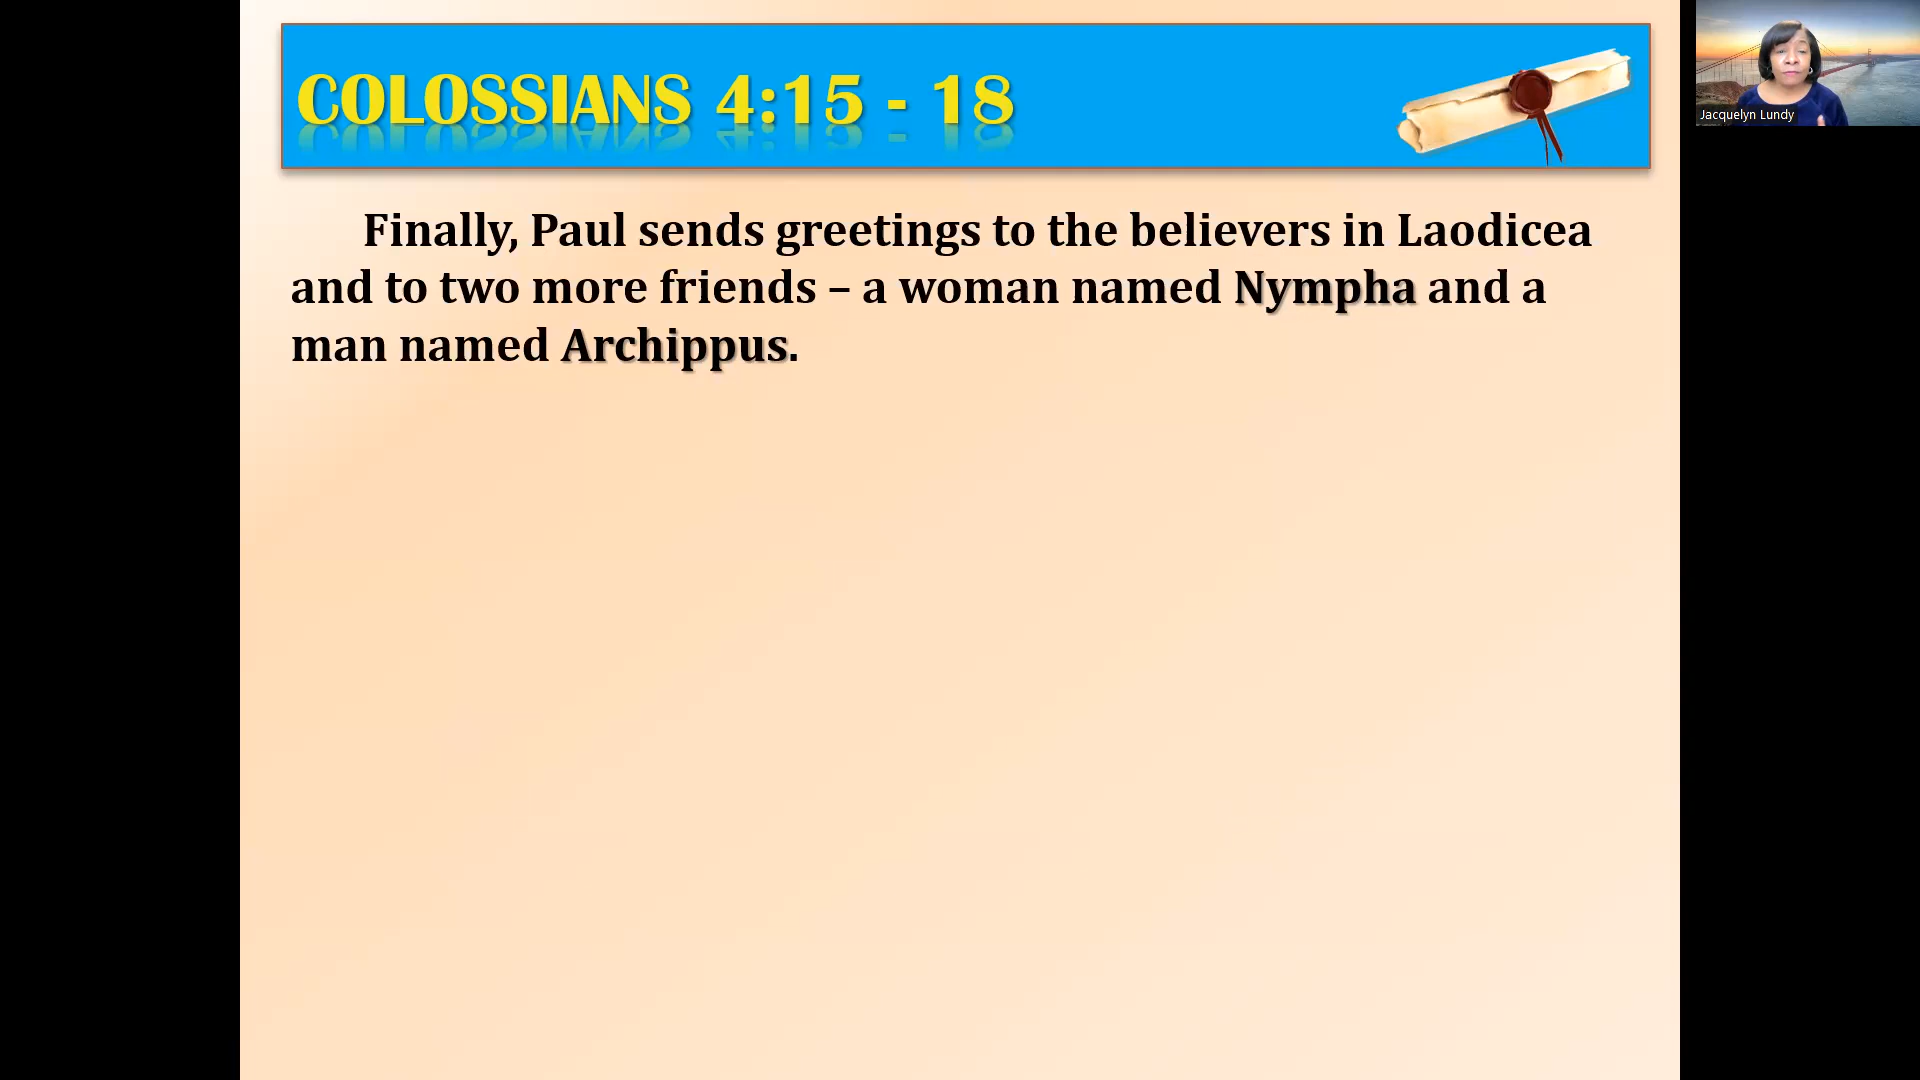 COLOSSIANS 4:15 - 18
Jacquelyn Lundy
Finally, Paul sends greetings to the believers in Laodicea
and to two more friends – a woman named Nympha and a
man named Archippus.